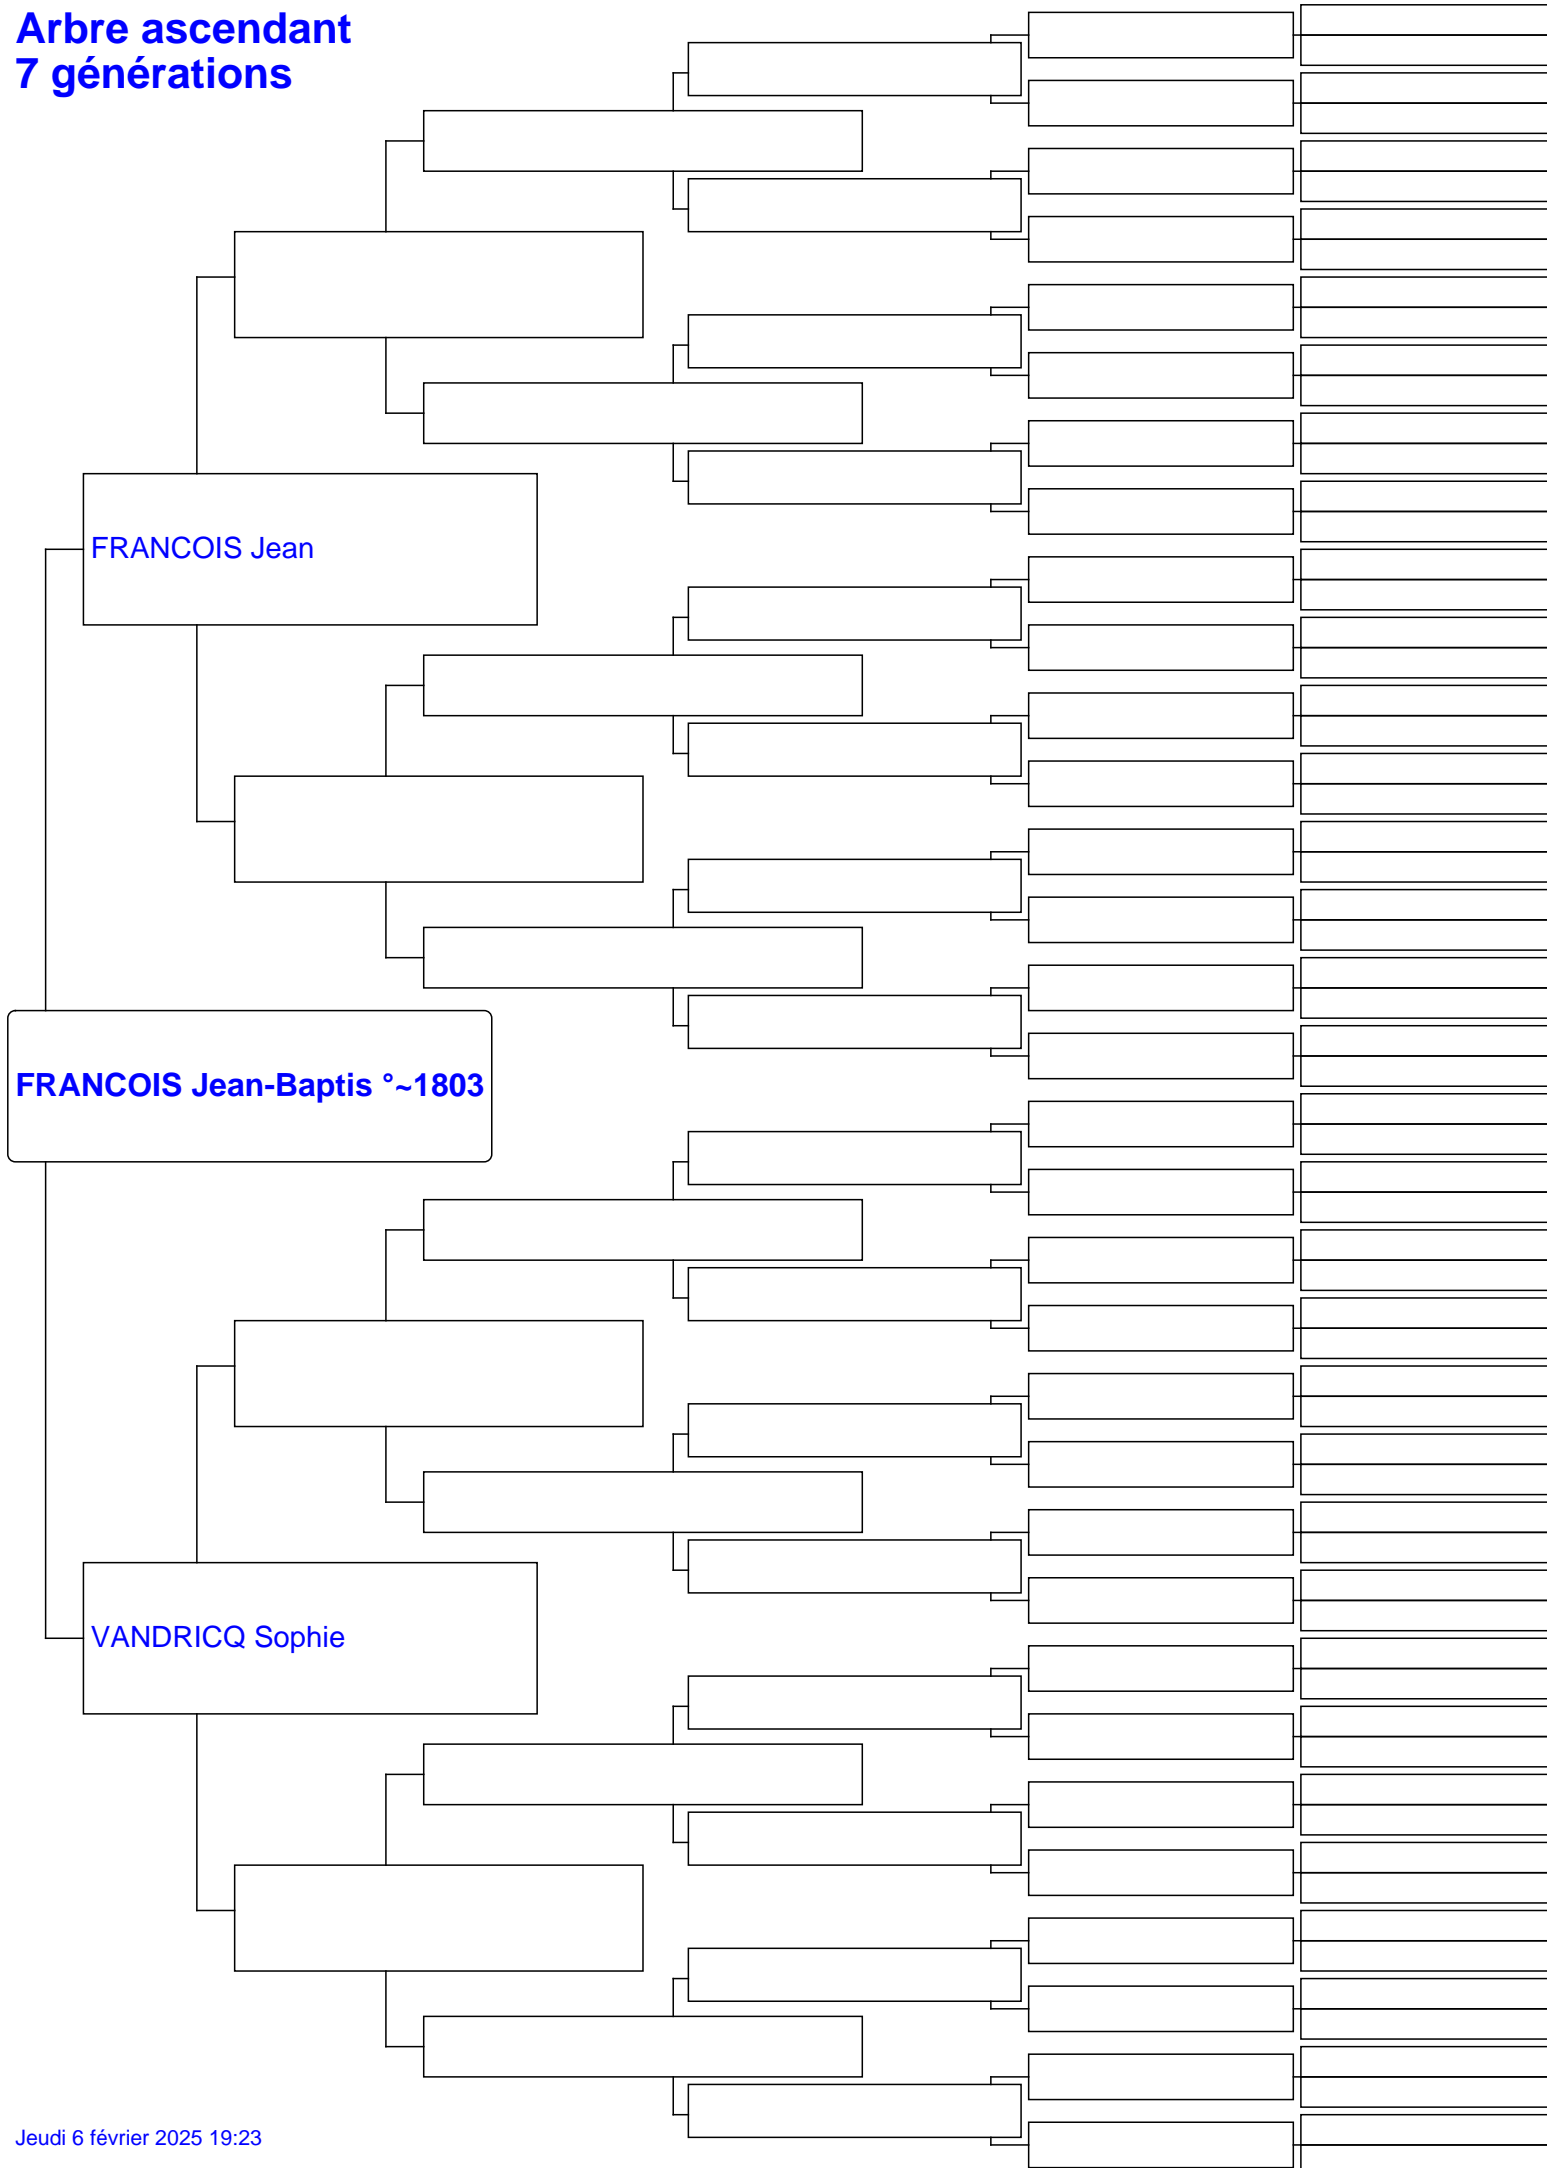 Arbre ascendant
7 générations
FRANCOIS Jean
FRANCOIS Jean-Baptis °~1803
VANDRICQ Sophie
Jeudi 6 février 2025 19:23